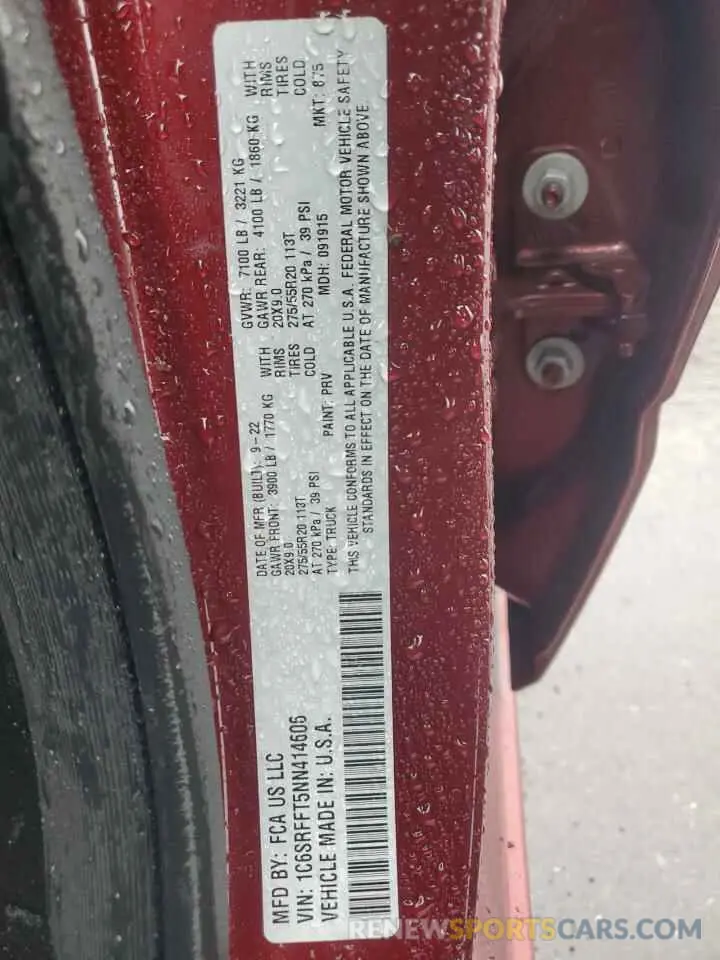 MFD BY: FCA US LLC
VIN: 1C6SRFFT5NN414606
VEHICLE MADE IN: U.S.A.
DATE OF MFR (BUILT): 9-22
GVWR: 7100 LB / 3221 KG
GAWR FRONT: 3900 LB / 1770 KG WITH
GAWR REAR: 4100 LB / 1860 KG WITH
20X9.0 RIMS
20X9.0 RIMS
275/55R20 113T TIRES
275/55R20 113T TIRES
AT 270 kPa / 39 PSI COLD
AT 270 kPa / 39 PSI COLD
TYPE: TRUCK PAINT: PRV MDH: 091915 MKT: 875
THIS VEHICLE CONFORMS TO ALL APPLICABLE U.S.A. FEDERAL MOTOR VEHICLE SAFETY
STANDARDS IN EFFECT ON THE DATE OF MANUFACTURE SHOWN ABOVE
RENEWSPORTSCARS.COM